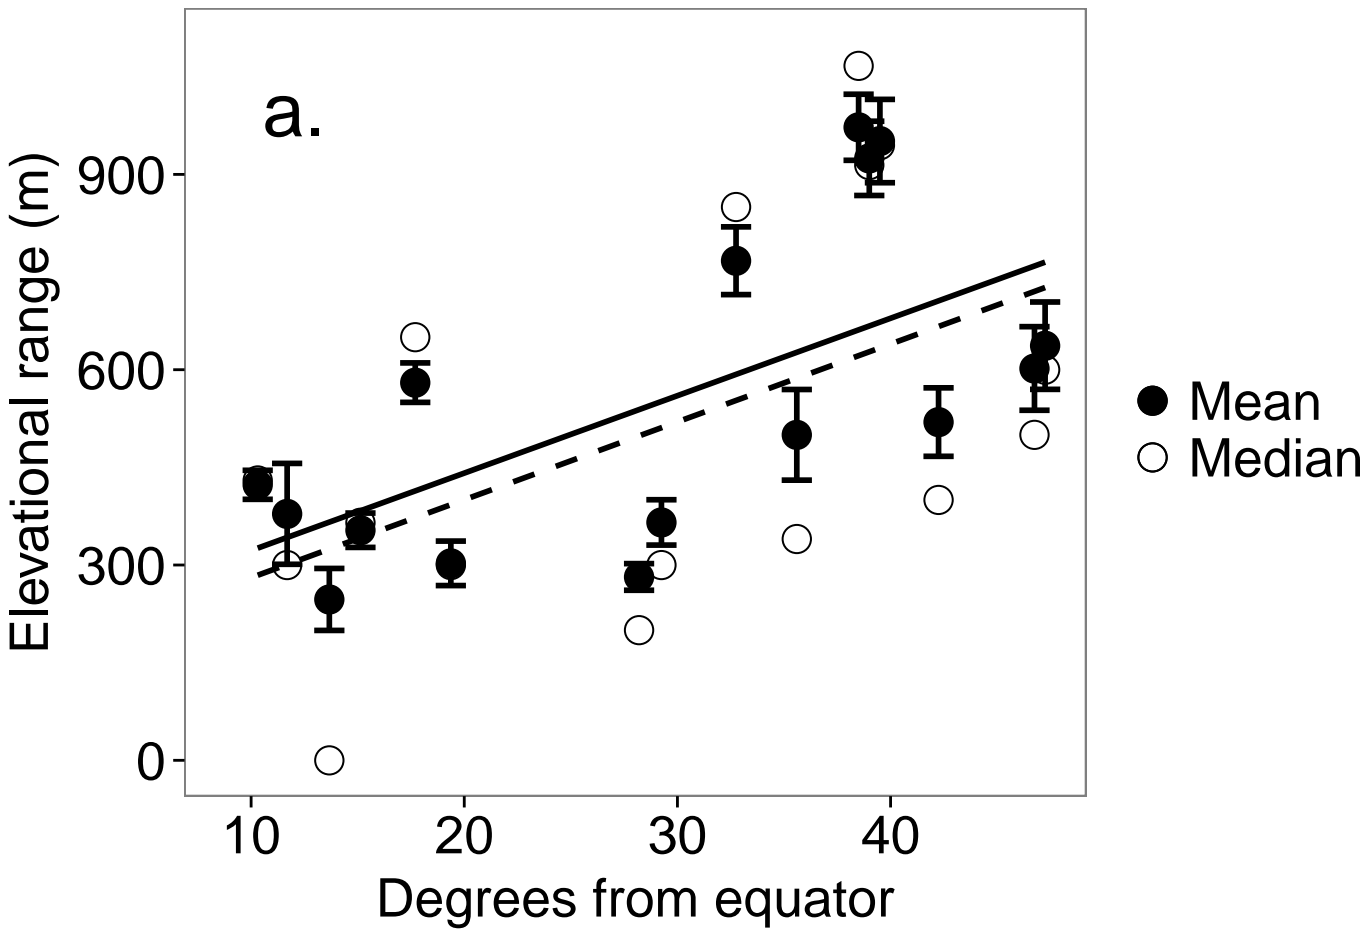 a.
Elevational range (m)
900
600
300
0
10 20 30 40
Degrees from equator
Mean
Median